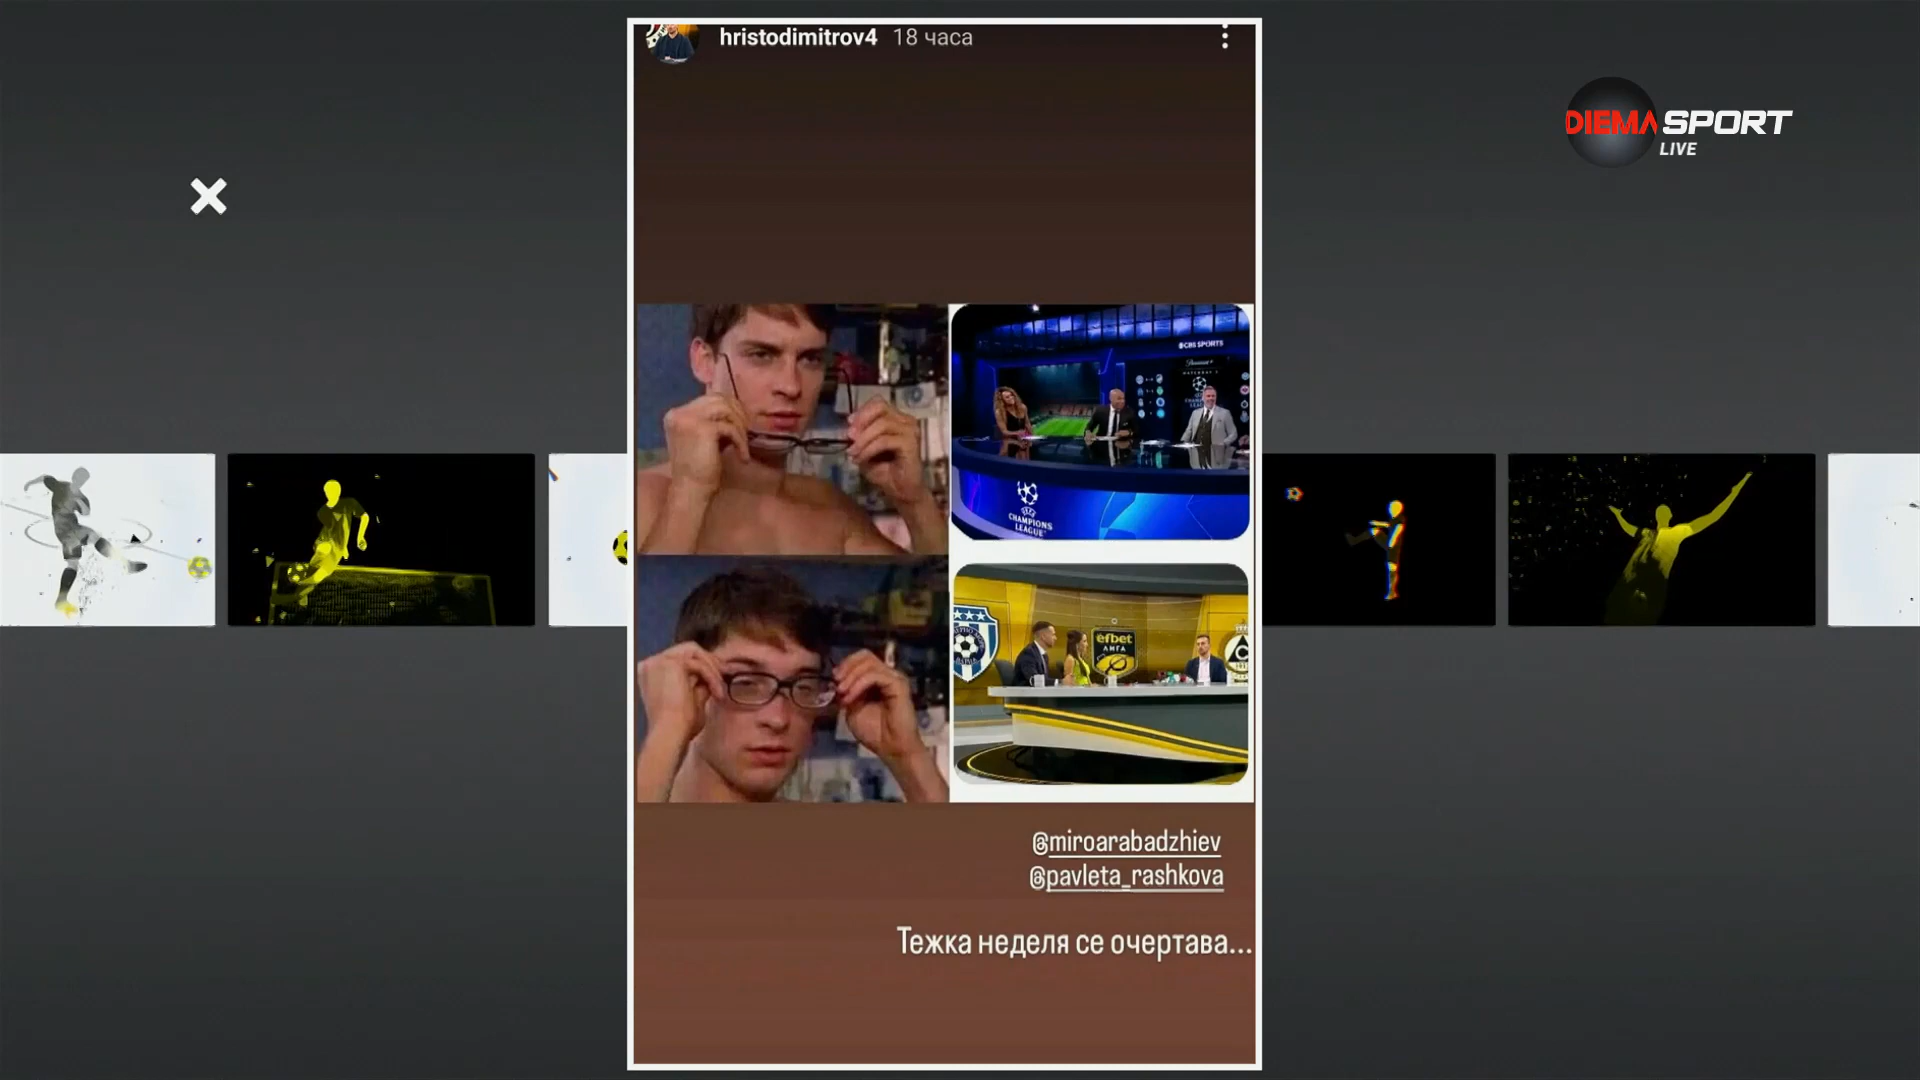 hristodimitrov4 18 часа
DIEMA SPORT
LIVE
CBS SPORTS
CHAMPIONS
LEAGUE
efbet
ЛИГА
@miroarabadzhiev
@pavleta_rashkova
Тежка неделя се очертава...